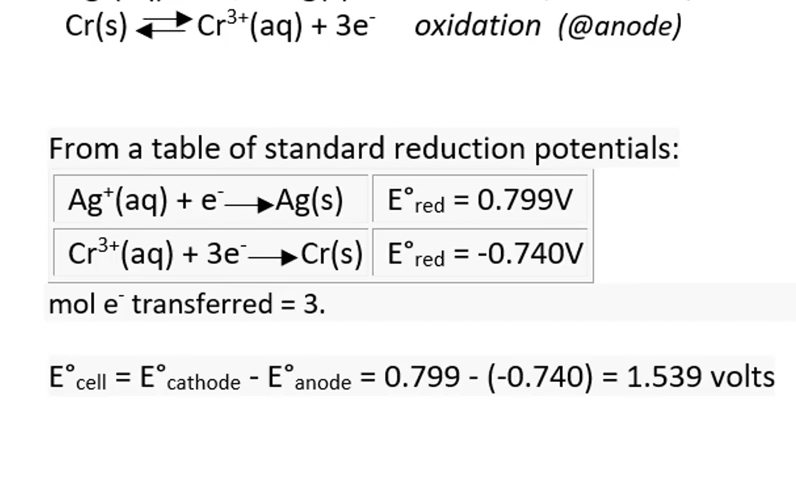 Cr(s) ⇄ Cr³⁺(aq) + 3e⁻ oxidation (@anode)
From a table of standard reduction potentials:
Ag⁺(aq) + e⁻ → Ag(s) E°red = 0.799V
Cr³⁺(aq) + 3e⁻ → Cr(s) E°red = -0.740V
mol e⁻ transferred = 3.
E°cell = E°cathode - E°anode = 0.799 - (-0.740) = 1.539 volts